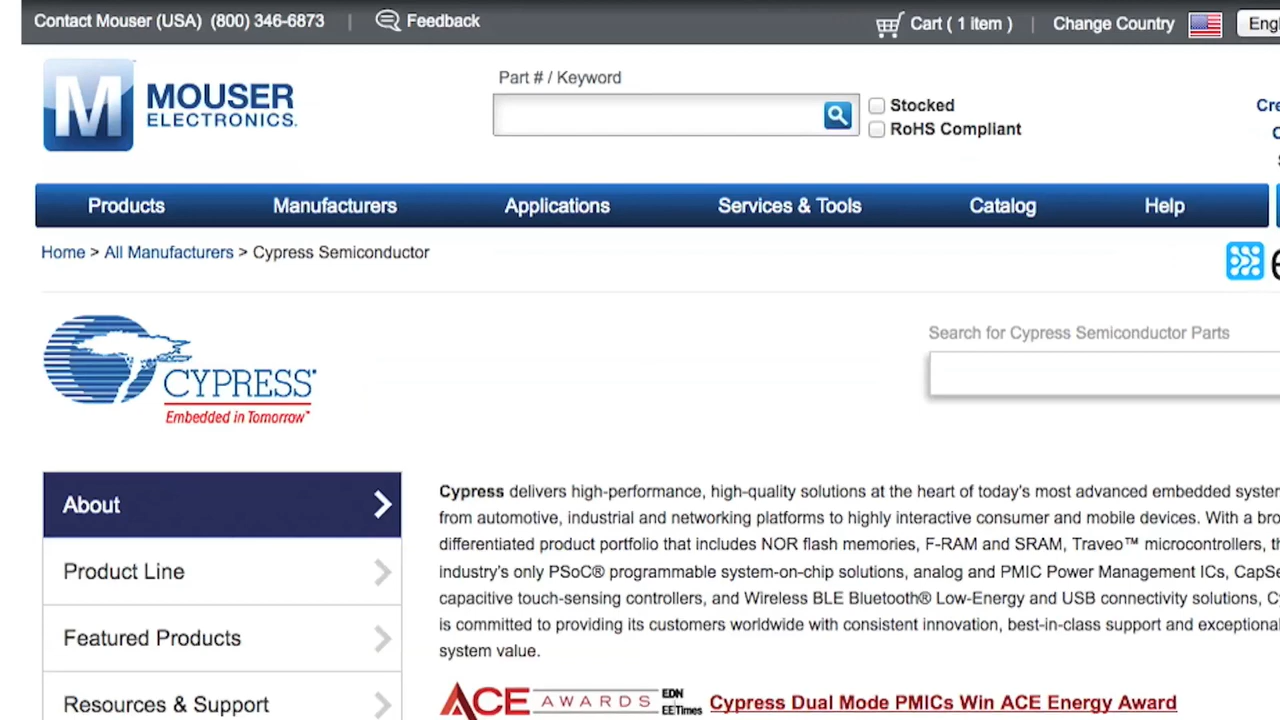 Contact Mouser (USA) (800) 346-6873 | Feedback
Cart ( 1 item ) | Change Country
MOUSER
ELECTRONICS.
Part # / Keyword
Stocked
RoHS Compliant
Products Manufacturers Applications Services & Tools Catalog Help
Home > All Manufacturers > Cypress Semiconductor
CYPRESS
Embedded in Tomorrow™
Search for Cypress Semiconductor Parts
About
Product Line
Featured Products
Resources & Support
Cypress delivers high-performance, high-quality solutions at the heart of today's most advanced embedded
from automotive, industrial and networking platforms to highly interactive consumer and mobile devices. With a
differentiated product portfolio that includes NOR flash memories, F-RAM and SRAM, Traveo™ microcontrollers,
industry's only PSoC® programmable system-on-chip solutions, analog and PMIC Power Management ICs,
capacitive touch-sensing controllers, and Wireless BLE Bluetooth® Low-Energy and USB connectivity solutions,
is committed to providing its customers worldwide with consistent innovation, best-in-class support and exceptional
system value.
ACE AWARDS EDN
EETimes
Cypress Dual Mode PMICs Win ACE Energy Award